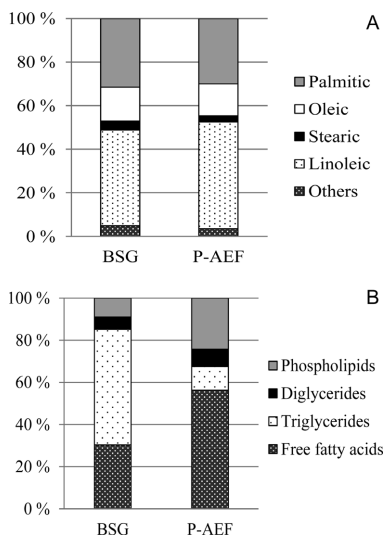 A
100 %
80 %
60 %
40 %
20 %
0 %
BSG
P-AEF
Palmitic
Oleic
Stearic
Linoleic
Others
B
100 %
80 %
60 %
40 %
20 %
0 %
BSG
P-AEF
Phospholipids
Diglycerides
Triglycerides
Free fatty acids